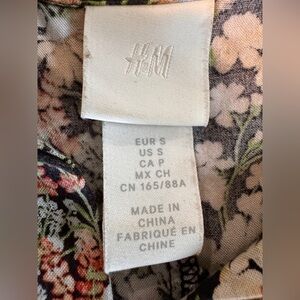 H&M
EUR S
US S
CA P
MX CH
CN 165/88A
MADE IN
CHINA
FABRIQUÉ EN
CHINE